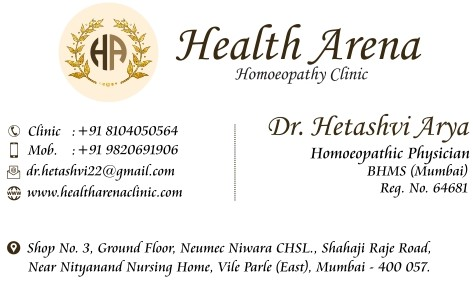 HA
Health Arena
Homoeopathy Clinic
Clinic : +91 8104050564
Mob. : +91 9820691906
dr.hetashvi22@gmail.com
www.healtharenaclinic.com
Dr. Hetashvi Arya
Homoeopathic Physician
BHMS (Mumbai)
Reg. No. 64681
Shop No. 3, Ground Floor, Neumec Niwara CHSL., Shahaji Raje Road,
Near Nityanand Nursing Home, Vile Parle (East), Mumbai - 400 057.